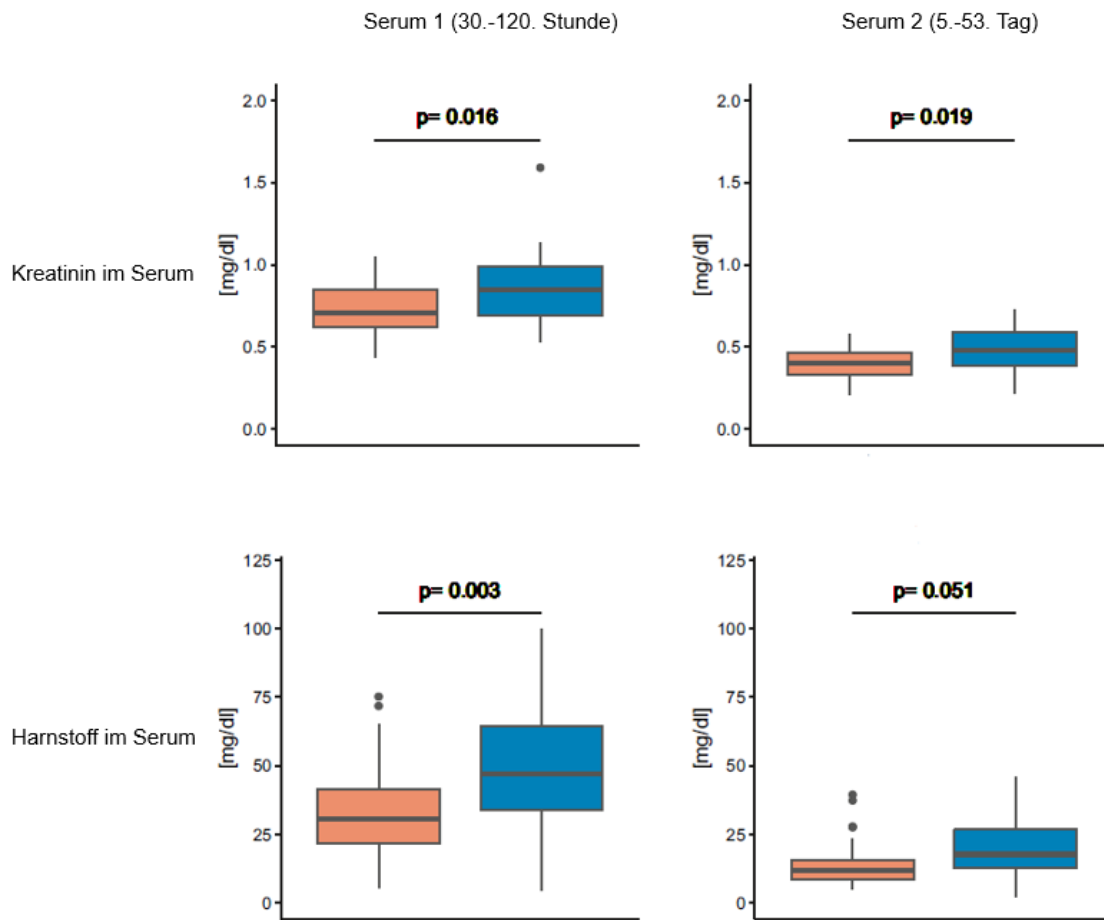 Serum 1 (30.-120. Stunde)
Serum 2 (5.-53. Tag)
Kreatinin im Serum
[mg/dl]
2.0
1.5
1.0
0.5
0.0
p= 0.016
[mg/dl]
2.0
1.5
1.0
0.5
0.0
p= 0.019
Harnstoff im Serum
[mg/dl]
125
100
75
50
25
0
p= 0.003
[mg/dl]
125
100
75
50
25
0
p= 0.051